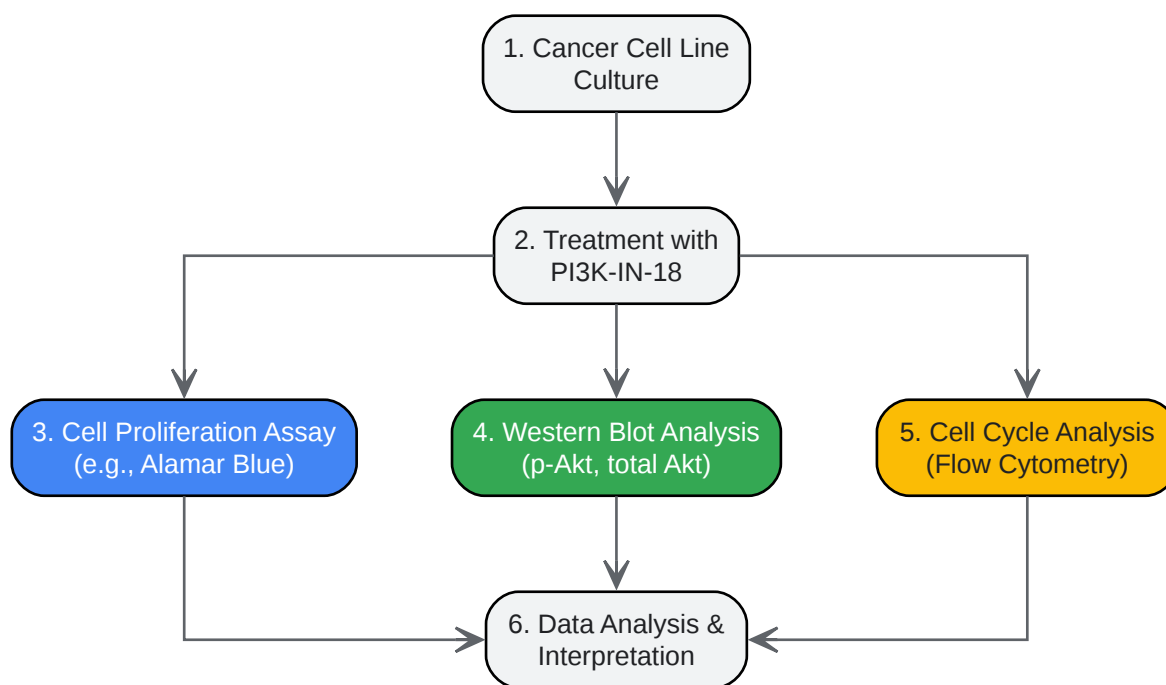 1. Cancer Cell Line
Culture
2. Treatment with
PI3K-IN-18
3. Cell Proliferation Assay
(e.g., Alamar Blue)
4. Western Blot Analysis
(p-Akt, total Akt)
5. Cell Cycle Analysis
(Flow Cytometry)
6. Data Analysis &
Interpretation